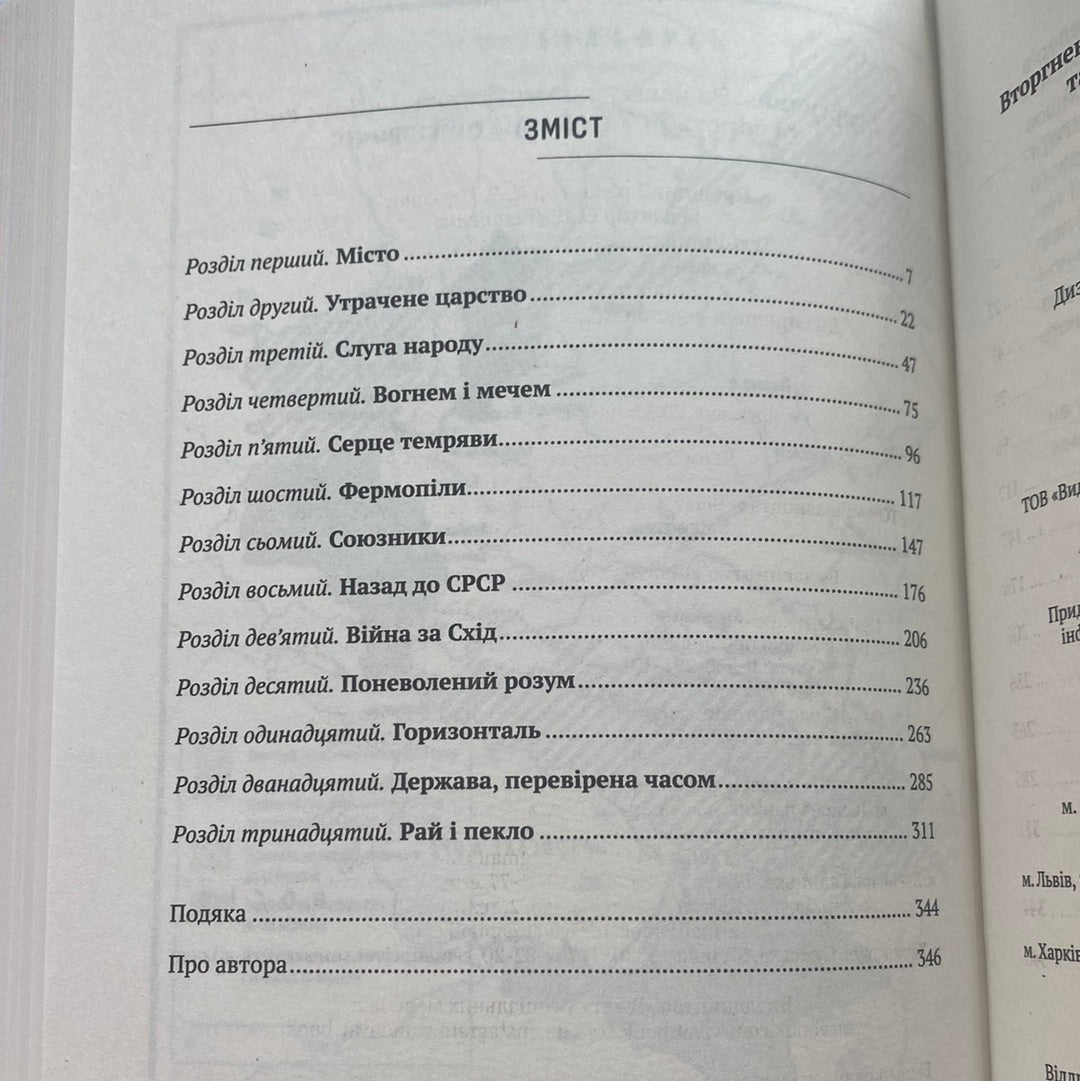 ЗМІСТ
Розділ перший. Місто ........ 7
Розділ другий. Утрачене царство ........ 22
Розділ третій. Слуга народу ........ 47
Розділ четвертий. Вогнем і мечем ........ 75
Розділ п'ятий. Серце темряви ........ 96
Розділ шостий. Фермопіли ........ 117
Розділ сьомий. Союзники ........ 147
Розділ восьмий. Назад до СРСР ........ 176
Розділ дев'ятий. Війна за Схід ........ 206
Розділ десятий. Поневолений розум ........ 236
Розділ одинадцятий. Горизонталь ........ 263
Розділ дванадцятий. Держава, перевірена часом ........ 285
Розділ тринадцятий. Рай і пекло ........ 311
Подяка ........ 344
Про автора ........ 346
ТОВ
м.
м. Львів,
м. Харків